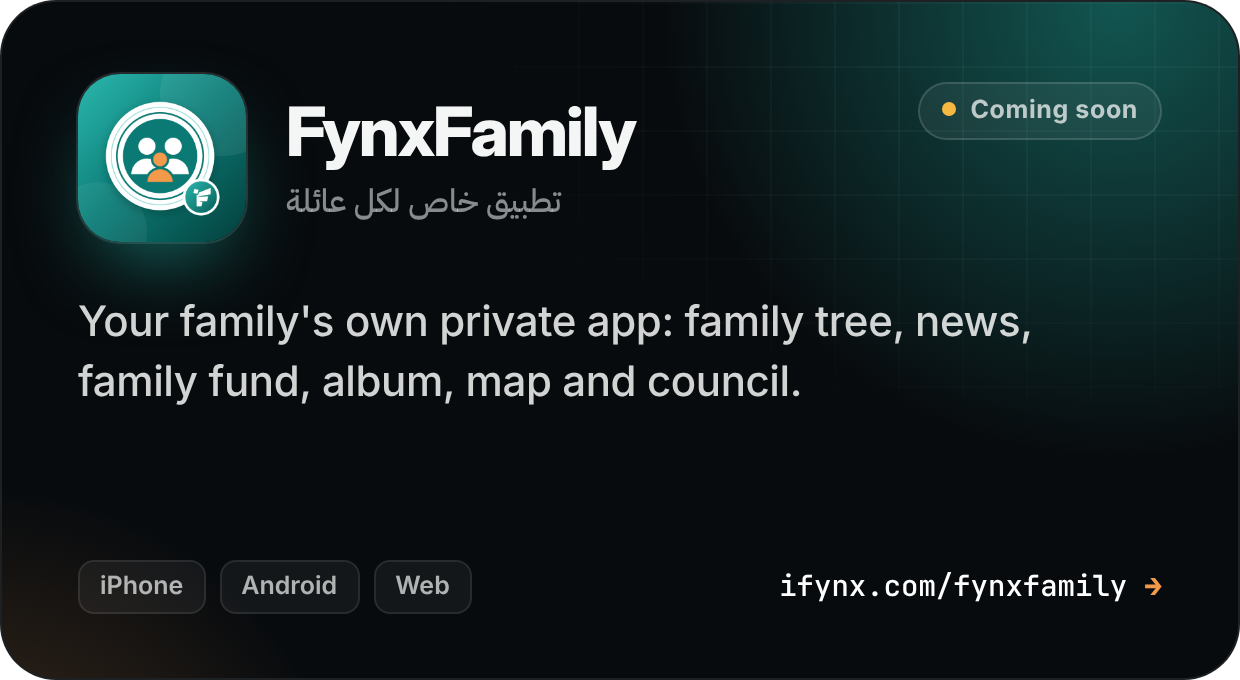 FynxFamily
تطبيق خاص لكل عائلة
Coming soon
Your family's own private app: family tree, news,
family fund, album, map and council.
iPhone
Android
Web
ifynx.com/fynxfamily →